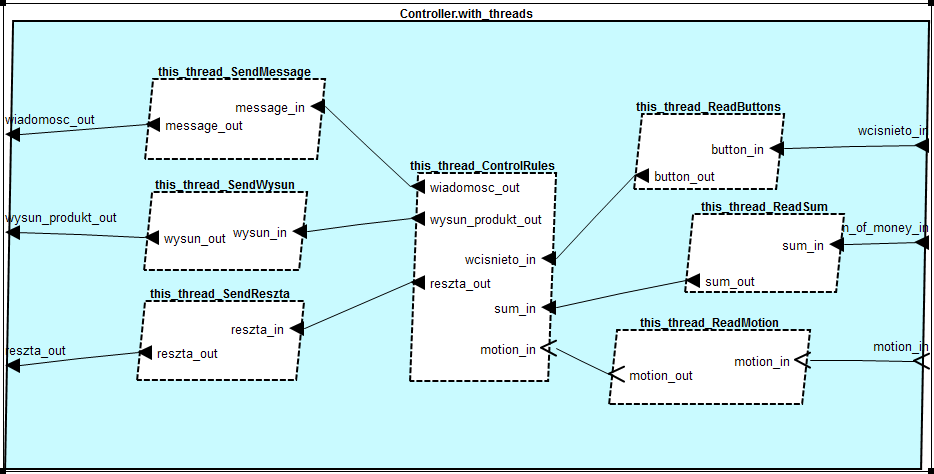 Controller.with_threads
this_thread_SendMessage
message_in
message_out
wiadomosc_out
this_thread_SendWysun
wysun_produkt_out
wysun_out
wysun_in
this_thread_SendReszta
reszta_in
reszta_out
reszta_out
this_thread_ControlRules
wiadomosc_out
wysun_produkt_out
wcisnieto_in
reszta_out
sum_in
motion_in
this_thread_ReadButtons
button_in
button_out
wcisnieto_in
this_thread_ReadSum
sum_in
n_of_money_in
sum_out
this_thread_ReadMotion
motion_in
motion_out
motion_in